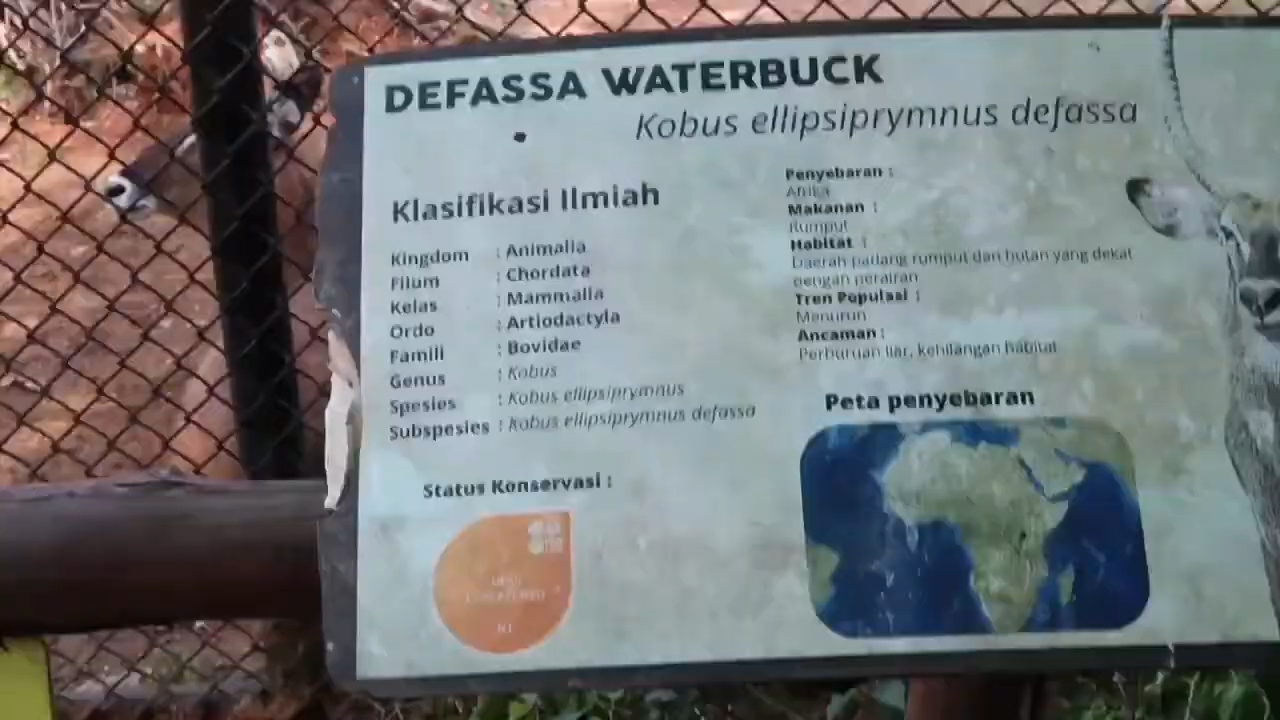 DEFASSA WATERBUCK
Kobus ellipsiprymnus defassa
Klasifikasi Ilmiah
Kingdom : Animalia
Filum : Chordata
Kelas : Mammalia
Ordo : Artiodactyla
Famili : Bovidae
Genus : Kobus
Spesies : Kobus ellipsiprymnus
Subspesies : Kobus ellipsiprymnus defassa
Status Konservasi :
NEAR
THREATENED
NT
Penyebaran :
Afrika
Makanan :
Rumput
Habitat :
Daerah padang rumput dan hutan yang dekat
dengan perairan
Tren Populasi :
Menurun
Ancaman :
Perburuan liar, kehilangan habitat
Peta penyebaran